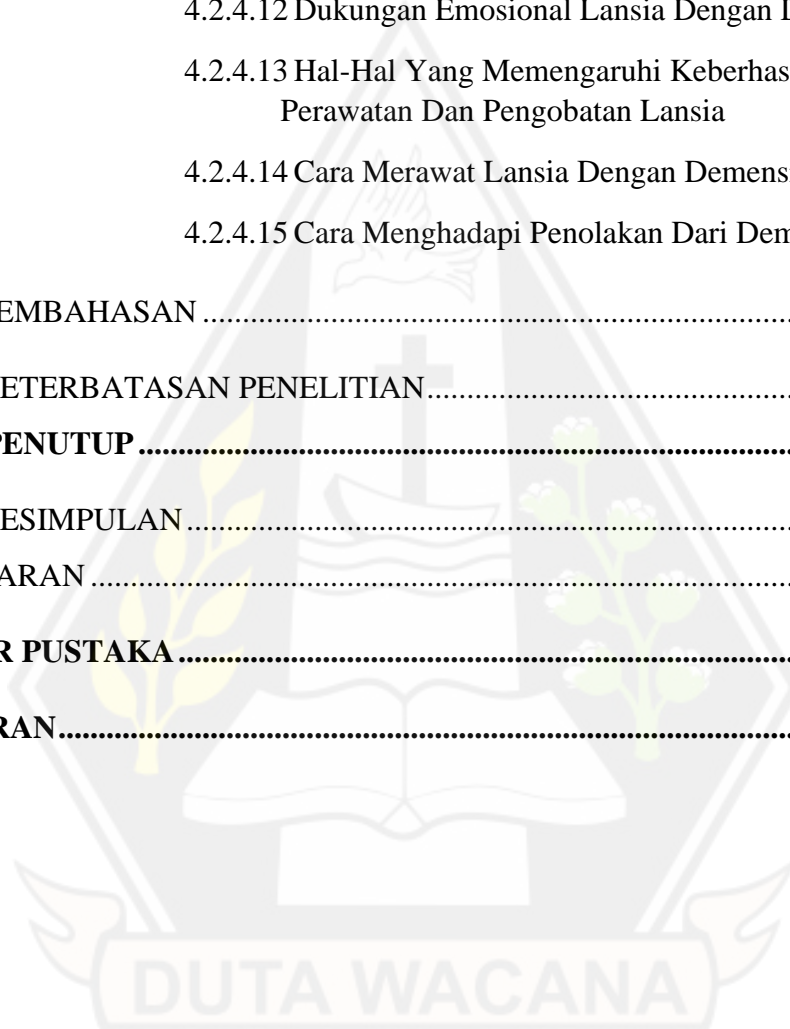 4.2.4.12 Dukungan Emosional Lansia Dengan
4.2.4.13 Hal-Hal Yang Memengaruhi Keberhas
Perawatan Dan Pengobatan Lansia
4.2.4.14 Cara Merawat Lansia Dengan Demens
4.2.4.15 Cara Menghadapi Penolakan Dari Dem
EMBAHASAN ..........................................................................
ETERBATASAN PENELITIAN..............................................
PENUTUP ..................................................................................
ESIMPULAN ............................................................................
ARAN ........................................................................................
R PUSTAKA .............................................................................
RAN............................................................................................
DUTA WACANA